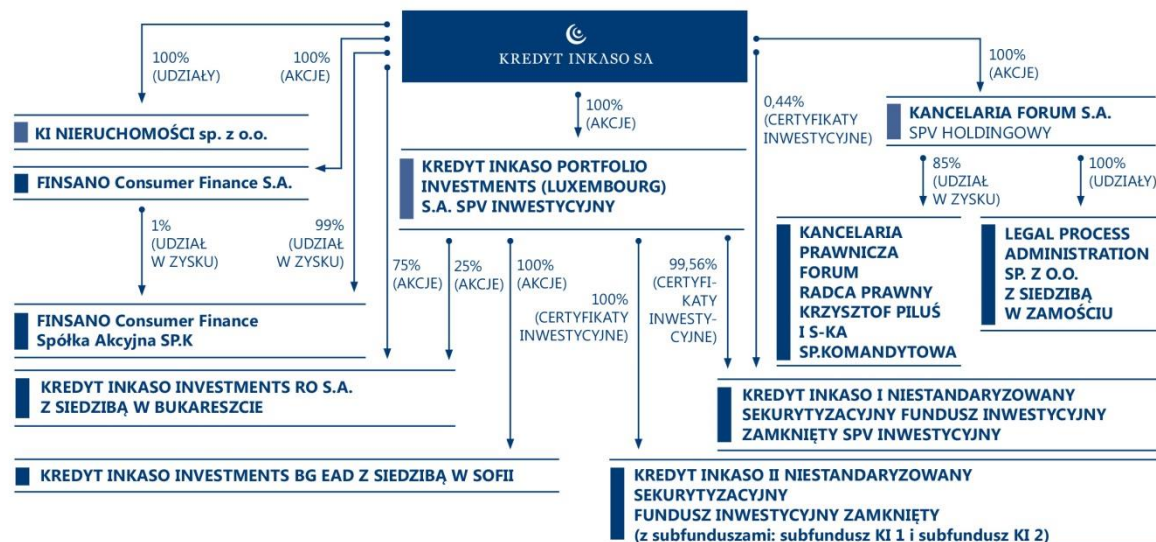 KREDYT INKASO SA
100%
(UDZIAŁY)
100%
(AKCJE)
100%
(AKCJE)
0,44%
(CERTYFIKATY
INWESTYCYJNE)
100%
(AKCJE)
KI NIERUCHOMOŚCI sp. z o.o.
FINSANO Consumer Finance S.A.
KREDYT INKASO PORTFOLIO
INVESTMENTS (LUXEMBOURG)
S.A. SPV INWESTYCYJNY
KANCELARIA FORUM S.A.
SPV HOLDINGOWY
1%
(UDZIAŁ
W ZYSKU)
99%
(UDZIAŁ
W ZYSKU)
75%
(AKCJE)
25%
(AKCJE)
100%
(AKCJE)
100%
(CERTYFIKATY
INWESTYCYJNE)
99,56%
(CERTYFI-
KATY
INWESTY-
CYJNE)
85%
(UDZIAŁ
W ZYSKU)
100%
(UDZIAŁY)
KANCELARIA
PRAWNICZA
FORUM
RADCA PRAWNY
KRZYSZTOF PILUŚ
I S-KA
SP.KOMANDYTOWA
LEGAL PROCESS
ADMINISTRATION
SP. Z O.O.
Z SIEDZIBĄ
W ZAMOŚCIU
FINSANO Consumer Finance
Spółka Akcyjna SP.K
KREDYT INKASO INVESTMENTS RO S.A.
Z SIEDZIBĄ W BUKARESZCIE
KREDYT INKASO I NIESTANDARYZOWANY
SEKURYTYZACYJNY FUNDUSZ INWESTYCYJNY
ZAMKNIĘTY SPV INWESTYCYJNY
KREDYT INKASO INVESTMENTS BG EAD Z SIEDZIBĄ W SOFII
KREDYT INKASO II NIESTANDARYZOWANY
SEKURYTYZACYJNY
FUNDUSZ INWESTYCYJNY ZAMKNIĘTY
(z subfunduszami: subfundusz KI 1 i subfundusz KI 2)